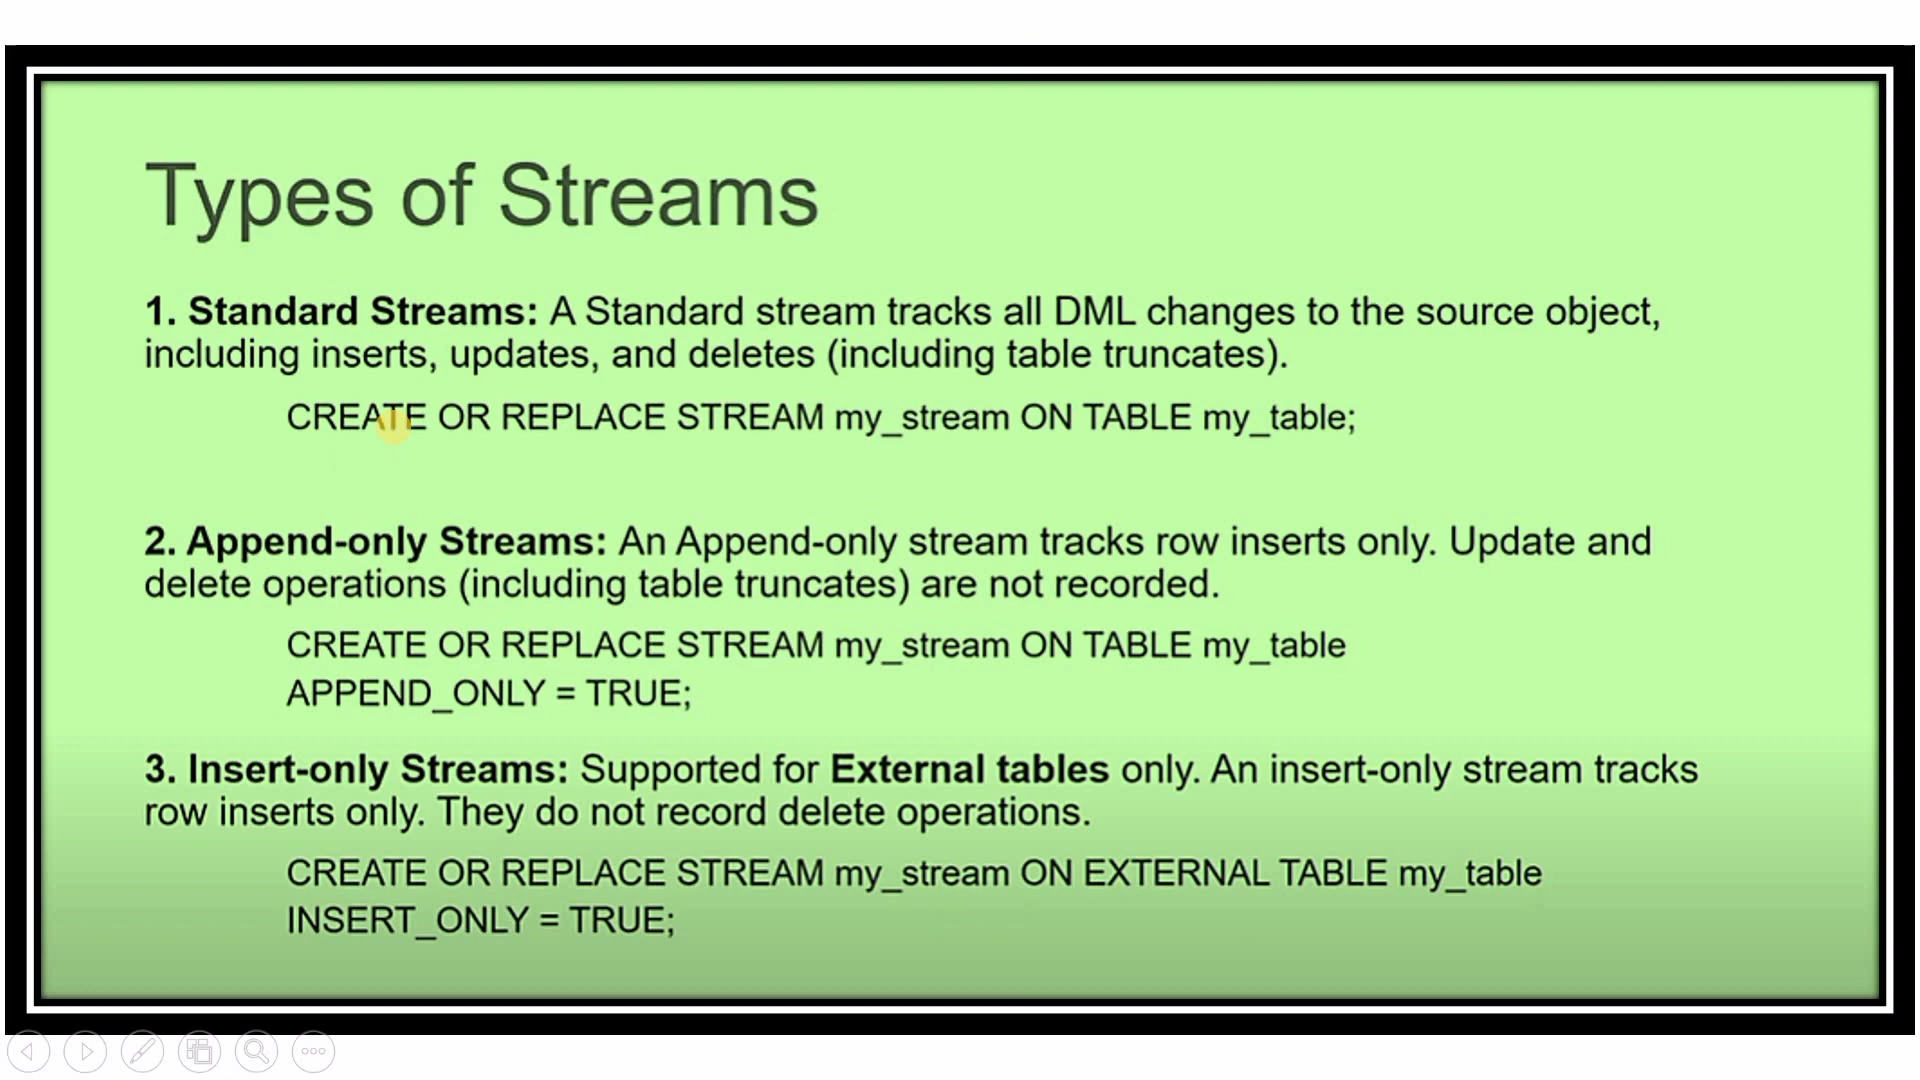 Types of Streams
1. Standard Streams: A Standard stream tracks all DML changes to the source object,
including inserts, updates, and deletes (including table truncates).
CREATE OR REPLACE STREAM my_stream ON TABLE my_table;
2. Append-only Streams: An Append-only stream tracks row inserts only. Update and
delete operations (including table truncates) are not recorded.
CREATE OR REPLACE STREAM my_stream ON TABLE my_table
APPEND_ONLY = TRUE;
3. Insert-only Streams: Supported for External tables only. An insert-only stream tracks
row inserts only. They do not record delete operations.
CREATE OR REPLACE STREAM my_stream ON EXTERNAL TABLE my_table
INSERT_ONLY = TRUE;